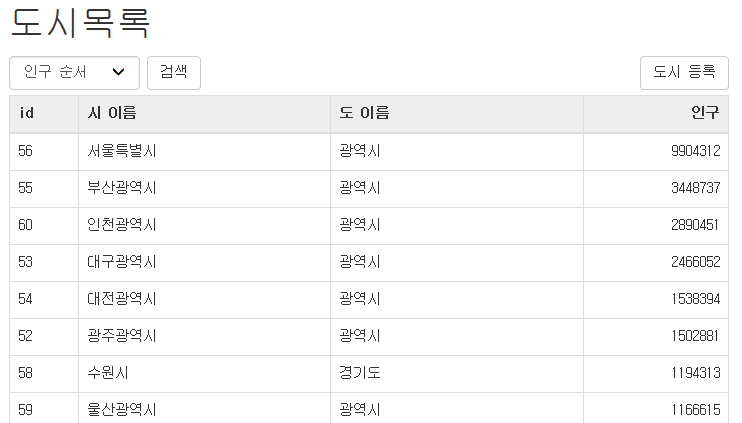 도시목록
인구 순서 검색 도시 등록
id 시 이름 도 이름 인구
56 서울특별시 광역시 9904312
55 부산광역시 광역시 3448737
60 인천광역시 광역시 2890451
53 대구광역시 광역시 2466052
54 대전광역시 광역시 1538394
52 광주광역시 광역시 1502881
58 수원시 경기도 1194313
59 울산광역시 광역시 1166615